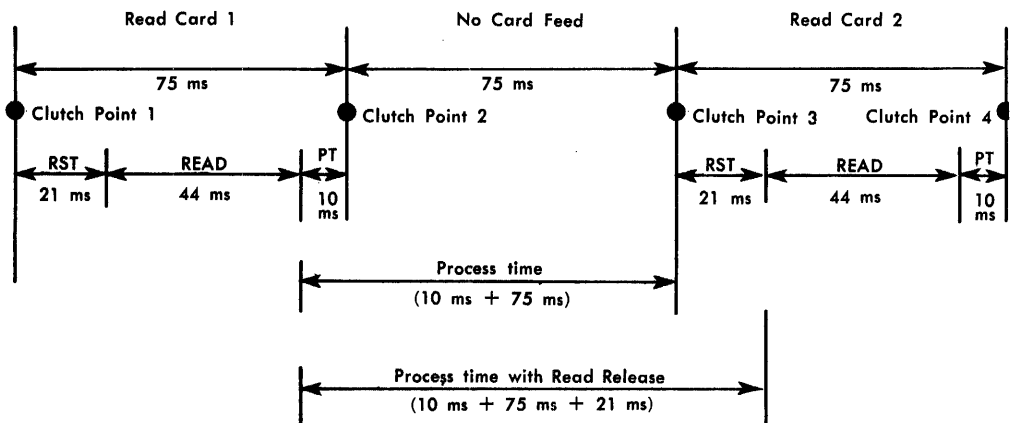 Read Card 1
No Card Feed
Read Card 2
75 ms
75 ms
75 ms
Clutch Point 1
Clutch Point 2
Clutch Point 3
Clutch Point 4
RST
READ
PT
RST
READ
PT
21 ms
44 ms
10
ms
21 ms
44 ms
10
ms
Process time
(10 ms + 75 ms)
Process time with Read Release
(10 ms + 75 ms + 21 ms)